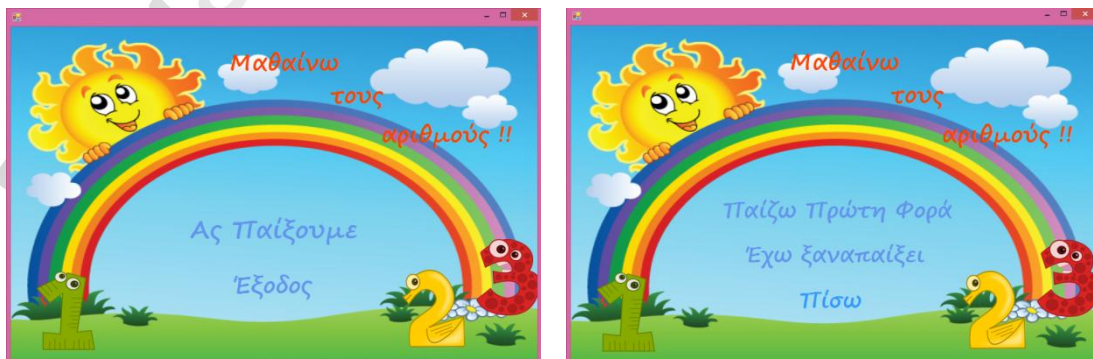 Μαθαίνω
τους
αριθμούς !!
Ας Παίξουμε
Έξοδος
Μαθαίνω
τους
αριθμούς !!
Παίζω Πρώτη Φορά
Έχω ξαναπαίξει
Πίσω